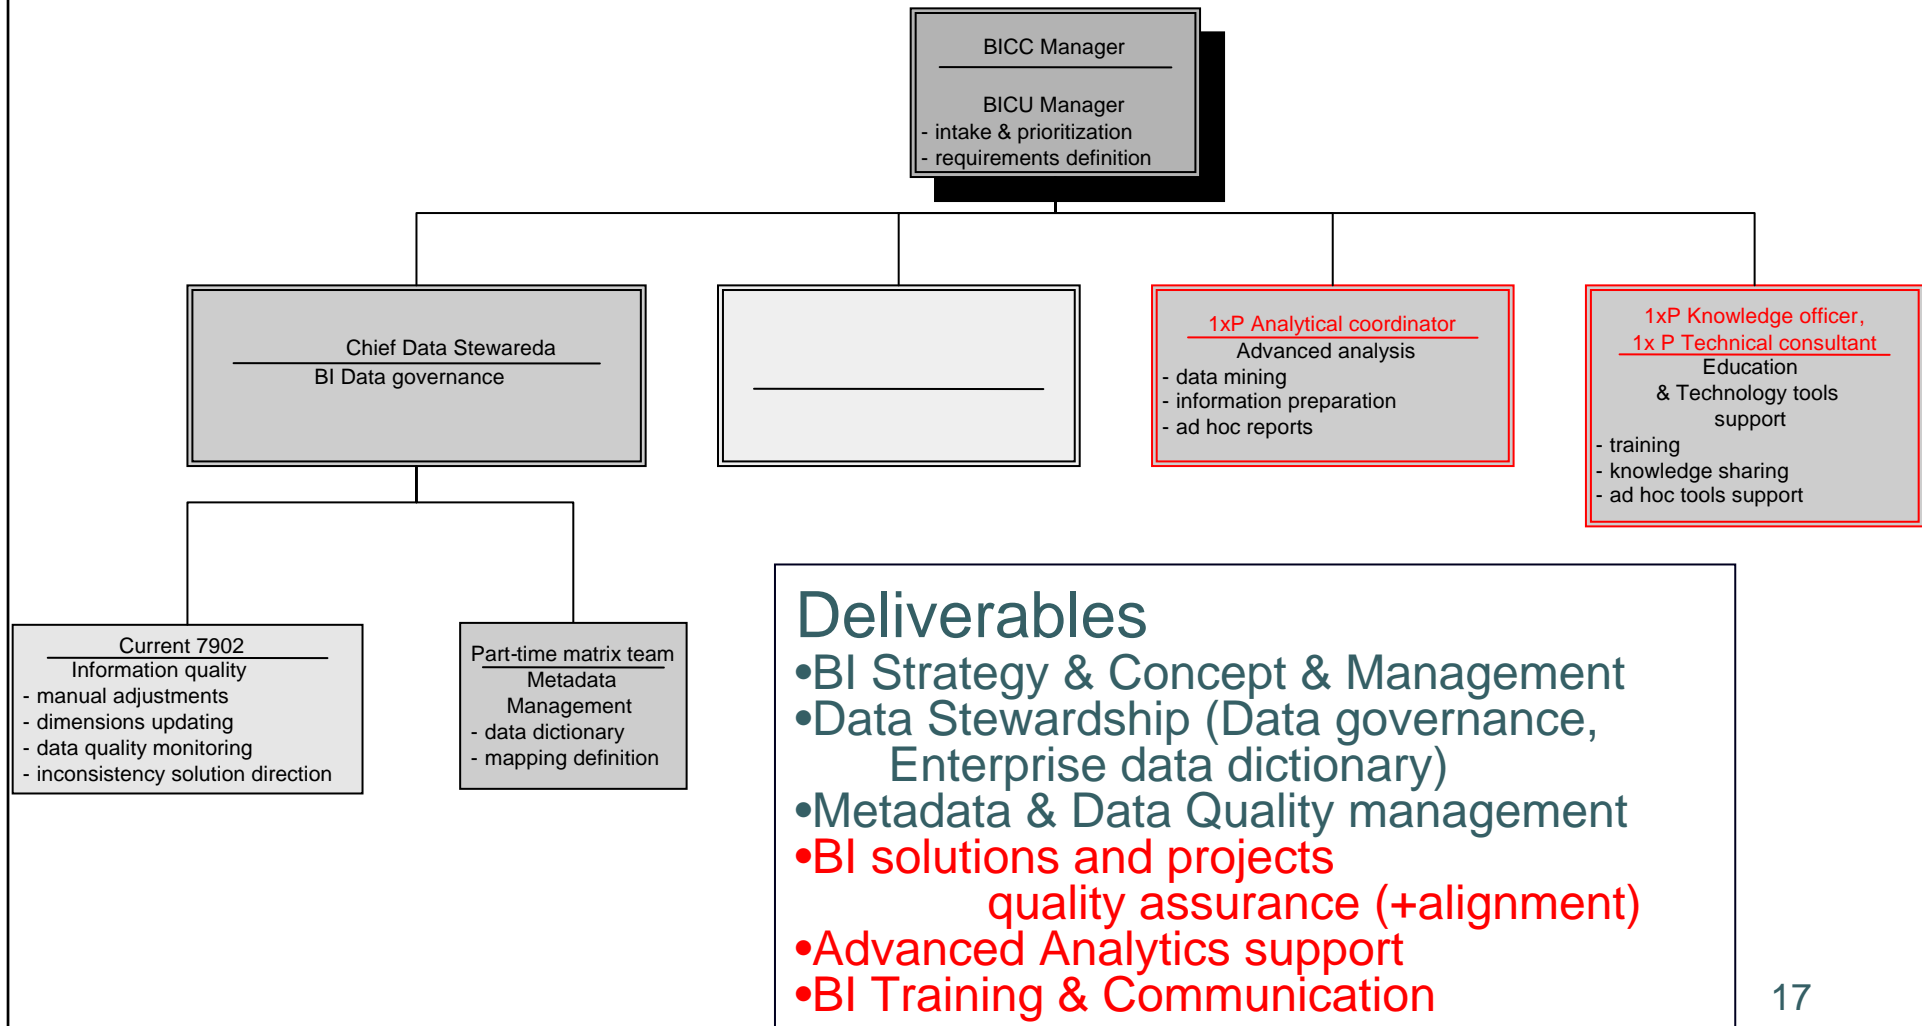 BICC Manager
BICU Manager
- intake & prioritization
- requirements definition
Chief Data Stewareda
BI Data governance
1xP Analytical coordinator
Advanced analysis
- data mining
- information preparation
- ad hoc reports
1xP Knowledge officer,
1x P Technical consultant
Education
& Technology tools
support
- training
- knowledge sharing
- ad hoc tools support
Current 7902
Information quality
- manual adjustments
- dimensions updating
- data quality monitoring
- inconsistency solution direction
Part-time matrix team
Metadata
Management
- data dictionary
- mapping definition
Deliverables
•BI Strategy & Concept & Management
•Data Stewardship (Data governance,
Enterprise data dictionary)
•Metadata & Data Quality management
•BI solutions and projects
quality assurance (+alignment)
•Advanced Analytics support
•BI Training & Communication
17